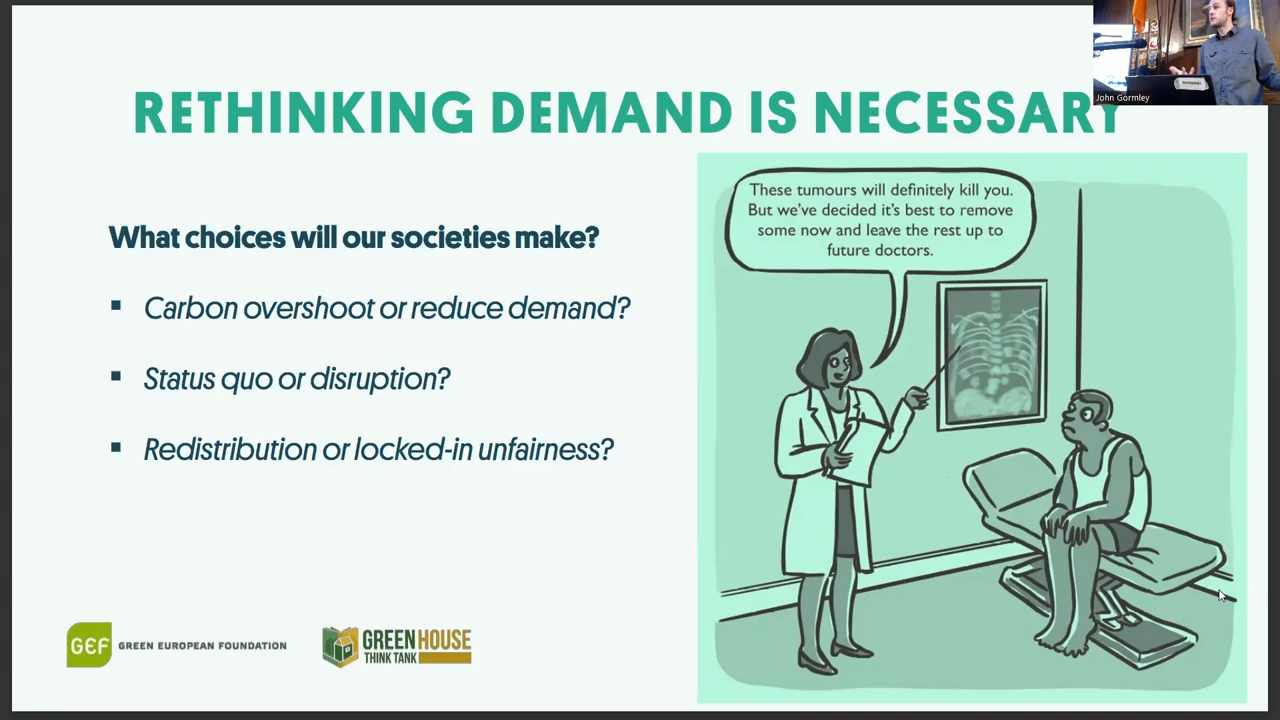 John Gormley
RETHINKING DEMAND IS NECESSARY
What choices will our societies make?
▪ Carbon overshoot or reduce demand?
▪ Status quo or disruption?
▪ Redistribution or locked-in unfairness?
These tumours will definitely kill you.
But we've decided it's best to remove
some now and leave the rest up to
future doctors.
GEF GREEN EUROPEAN FOUNDATION
GREENHOUSE
THINK TANK